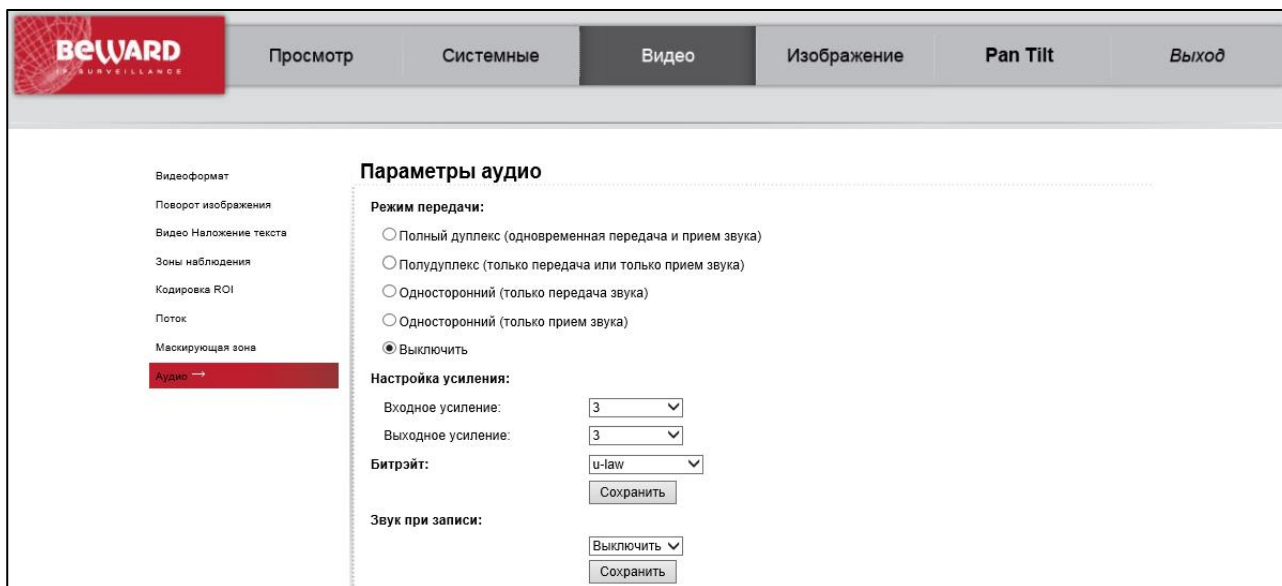 BEWARD
IP SURVEILLANCE
Просмотр
Системные
Видео
Изображение
Pan Tilt
Выход
Видеоформат
Поворот изображения
Видео Наложение текста
Зоны наблюдения
Кодировка ROI
Поток
Маскирующая зона
Аудио →
Параметры аудио
Режим передачи:
Полный дуплекс (одновременная передача и прием звука)
Полудуплекс (только передача или только прием звука)
Односторонний (только передача звука)
Односторонний (только прием звука)
Выключить
Настройка усиления:
Входное усиление: 3
Выходное усиление: 3
Битрэйт: u-law
Сохранить
Звук при записи:
Выключить
Сохранить